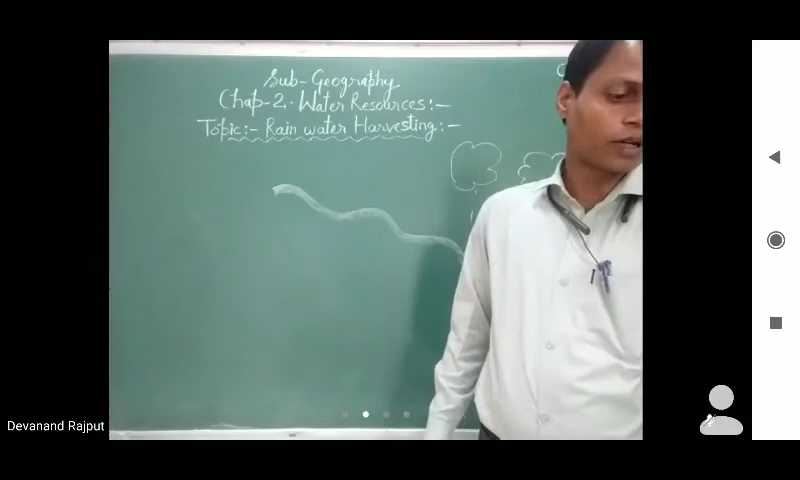 Sub- Geography
Chap-2.- Water Resources:-
Topic:- Rain water Harvesting:-
Devanand Rajput